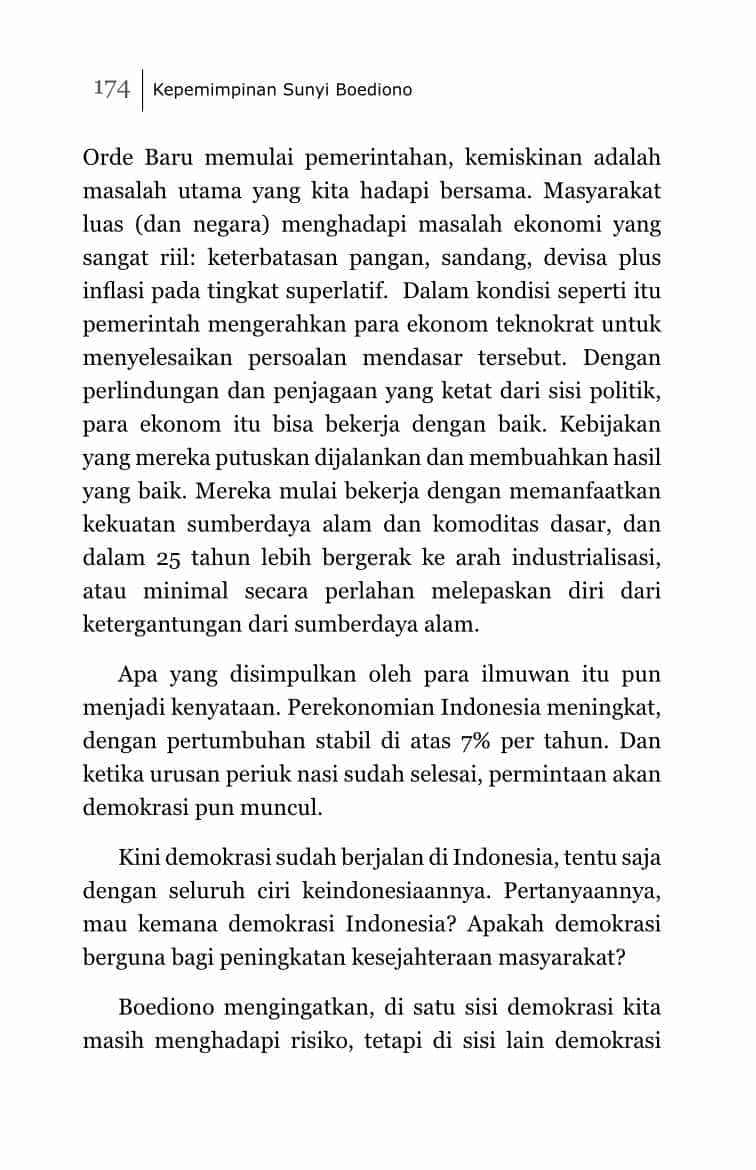 174 Kepemimpinan Sunyi Boediono
Orde Baru memulai pemerintahan, kemiskinan adalah
masalah utama yang kita hadapi bersama. Masyarakat
luas (dan negara) menghadapi masalah ekonomi yang
sangat riil: keterbatasan pangan, sandang, devisa plus
inflasi pada tingkat superlatif.  Dalam kondisi seperti itu
pemerintah mengerahkan para ekonom teknokrat untuk
menyelesaikan persoalan mendasar tersebut. Dengan
perlindungan dan penjagaan yang ketat dari sisi politik,
para ekonom itu bisa bekerja dengan baik. Kebijakan
yang mereka putuskan dijalankan dan membuahkan hasil
yang baik. Mereka mulai bekerja dengan memanfaatkan
kekuatan sumberdaya alam dan komoditas dasar, dan
dalam 25 tahun lebih bergerak ke arah industrialisasi,
atau minimal secara perlahan melepaskan diri dari
ketergantungan dari sumberdaya alam.
Apa yang disimpulkan oleh para ilmuwan itu pun
menjadi kenyataan. Perekonomian Indonesia meningkat,
dengan pertumbuhan stabil di atas 7% per tahun. Dan
ketika urusan periuk nasi sudah selesai, permintaan akan
demokrasi pun muncul.
Kini demokrasi sudah berjalan di Indonesia, tentu saja
dengan seluruh ciri keindonesiaannya. Pertanyaannya,
mau kemana demokrasi Indonesia? Apakah demokrasi
berguna bagi peningkatan kesejahteraan masyarakat?
Boediono mengingatkan, di satu sisi demokrasi kita
masih menghadapi risiko, tetapi di sisi lain demokrasi